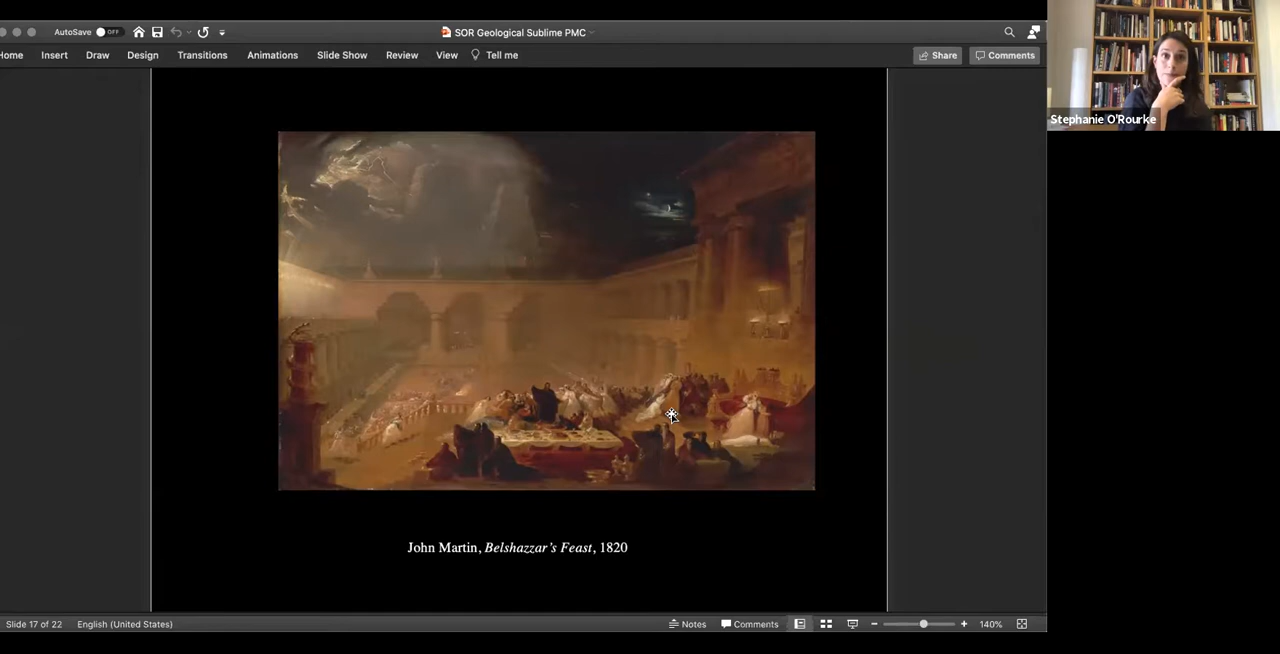 AutoSave OFF
SOR Geological Sublime PMC
Home Insert Draw Design Transitions Animations Slide Show Review View Tell me
Share Comments
Stephanie O'Rourke
John Martin, Belshazzar's Feast, 1820
Slide 17 of 22 English (United States)
Notes Comments 140%